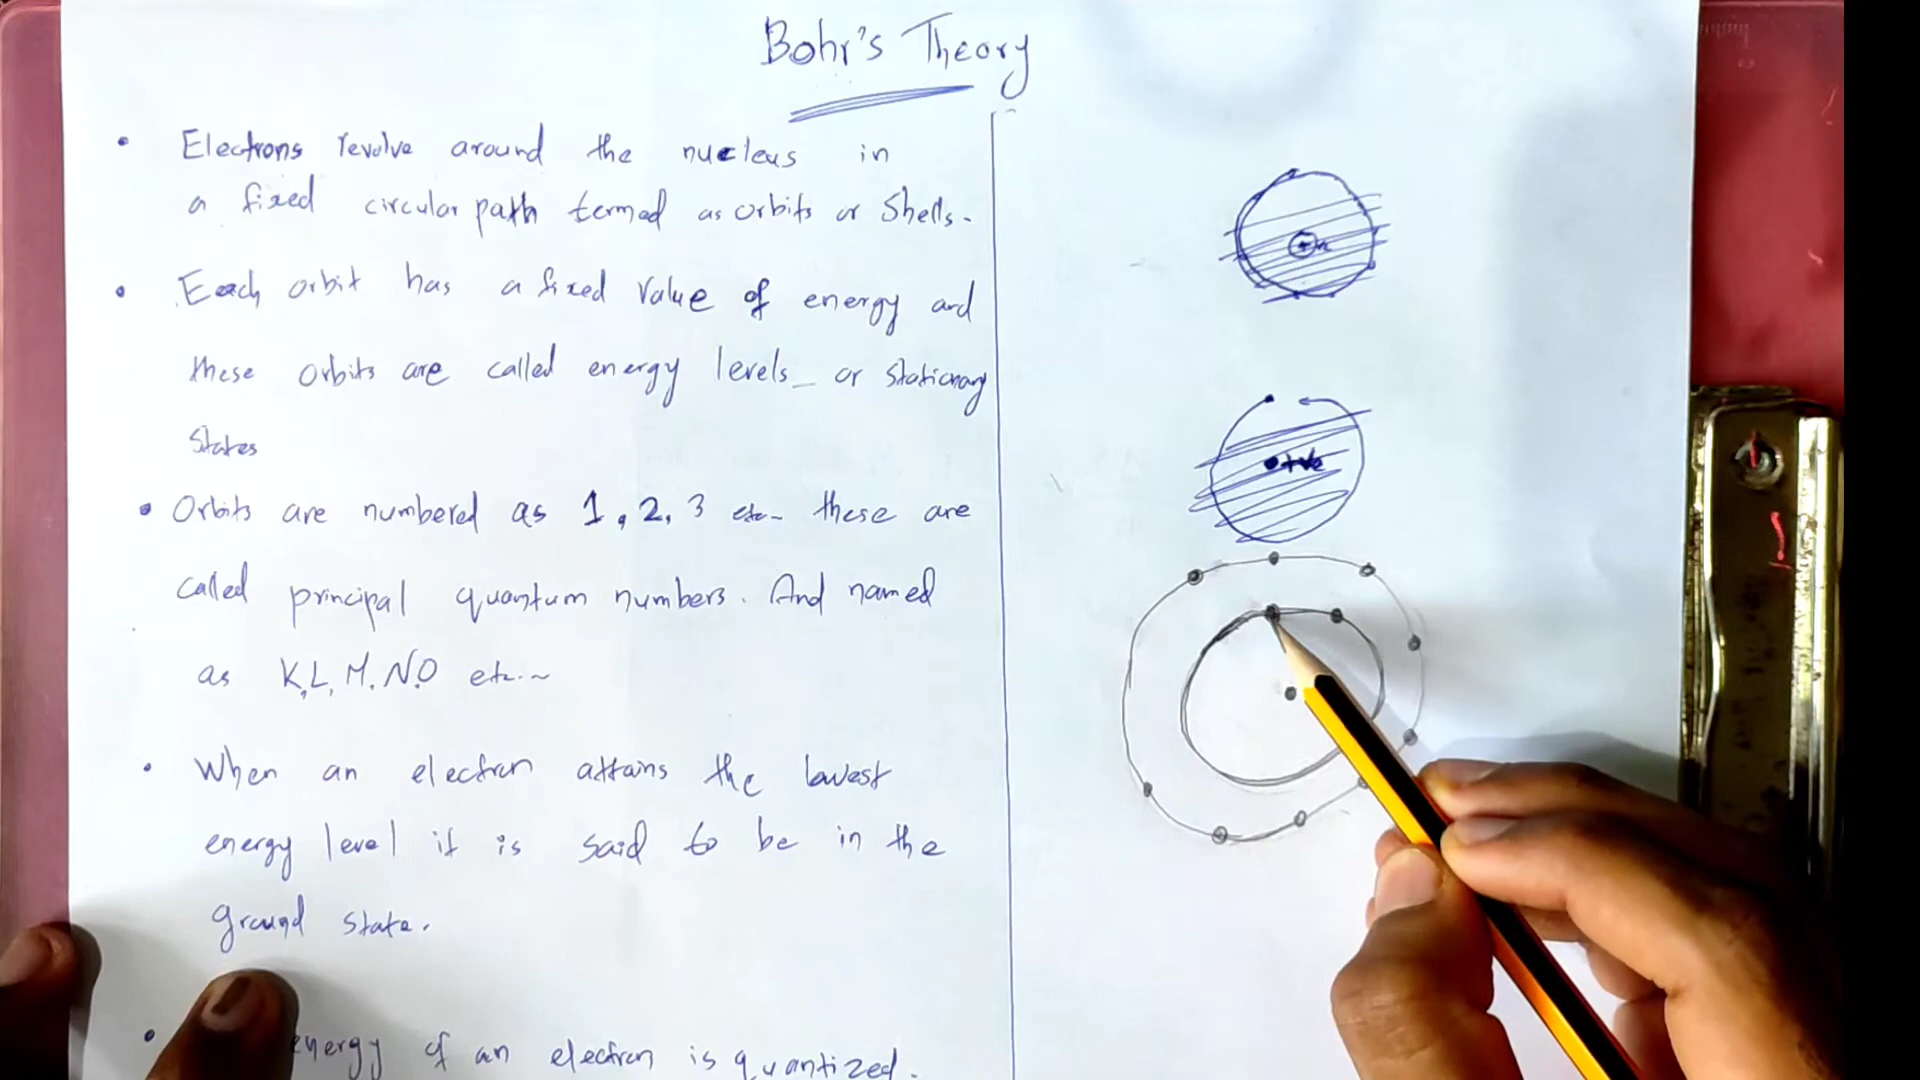 Bohr's Theory
• Electrons revolve around the nucleus in
a fixed circular path termed as orbits or Shells.
• Each orbit has a fixed value of energy and
these orbits are called energy levels_ or Stationary
States
• Orbits are numbered as 1, 2, 3 etc- these are
called principal quantum numbers. And named
as K, L, M, N, O etc..
• When an electron attains the lowest
energy level it is said to be in the
ground state.
• energy of an electron is quantized.
+
+ve